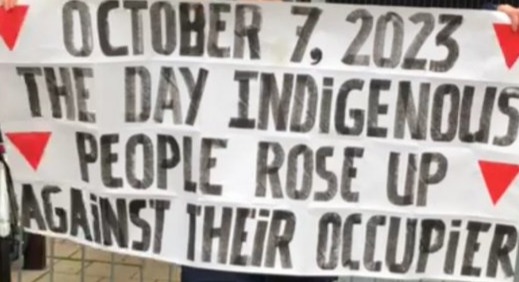 OCTOBER 7, 2023
THE DAY INDiGENOUS
PEOPLE ROSE UP
AGAiNST THEiR OCCUPiER